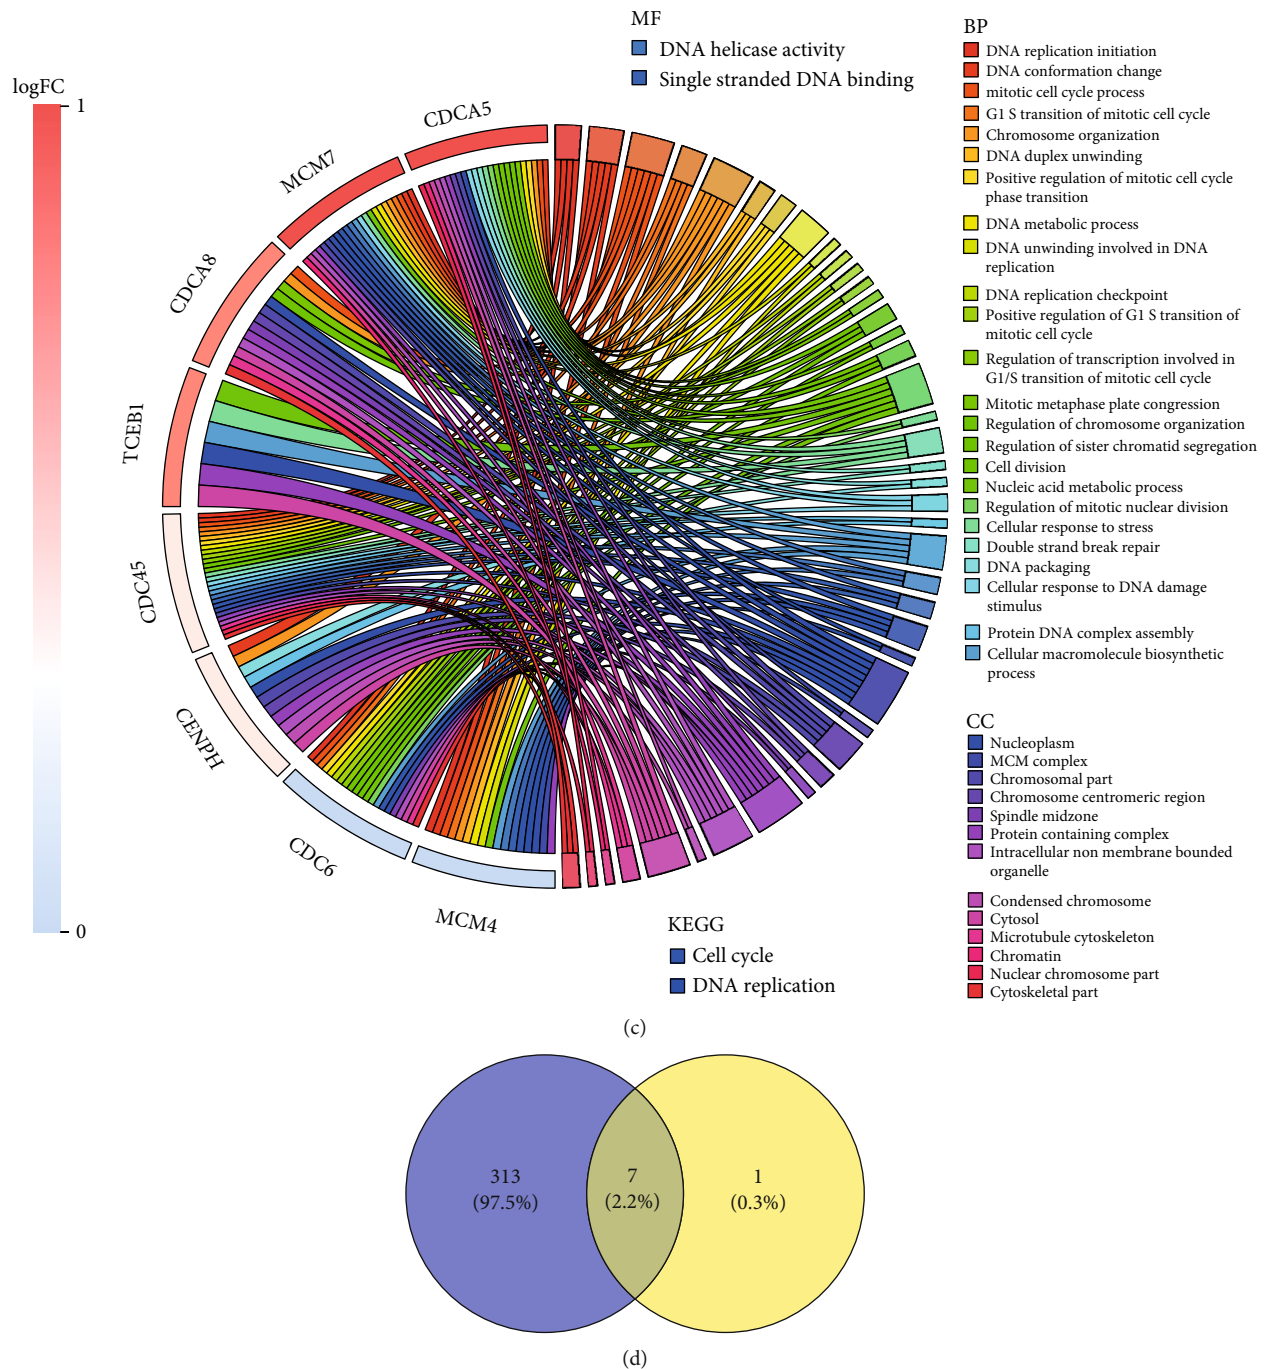 logFC
1
0
CDCA5
MCM7
CDCA8
TCEB1
CDC45
CENPH
CDC6
MCM4
MF
DNA helicase activity
Single stranded DNA binding
BP
DNA replication initiation
DNA conformation change
mitotic cell cycle process
G1 S transition of mitotic cell cycle
Chromosome organization
DNA duplex unwinding
Positive regulation of mitotic cell cycle
phase transition
DNA metabolic process
DNA unwinding involved in DNA
replication
DNA replication checkpoint
Positive regulation of G1 S transition of
mitotic cell cycle
Regulation of transcription involved in
G1/S transition of mitotic cell cycle
Mitotic metaphase plate congression
Regulation of chromosome organization
Regulation of sister chromatid segregation
Cell division
Nucleic acid metabolic process
Regulation of mitotic nuclear division
Cellular response to stress
Double strand break repair
DNA packaging
Cellular response to DNA damage
stimulus
Protein DNA complex assembly
Cellular macromolecule biosynthetic
process
CC
Nucleoplasm
MCM complex
Chromosomal part
Chromosome centromeric region
Spindle midzone
Protein containing complex
Intracellular non membrane bounded
organelle
Condensed chromosome
Cytosol
Microtubule cytoskeleton
Chromatin
Nuclear chromosome part
Cytoskeletal part
KEGG
Cell cycle
DNA replication
(c)
313
(97.5%)
7
(2.2%)
1
(0.3%)
(d)